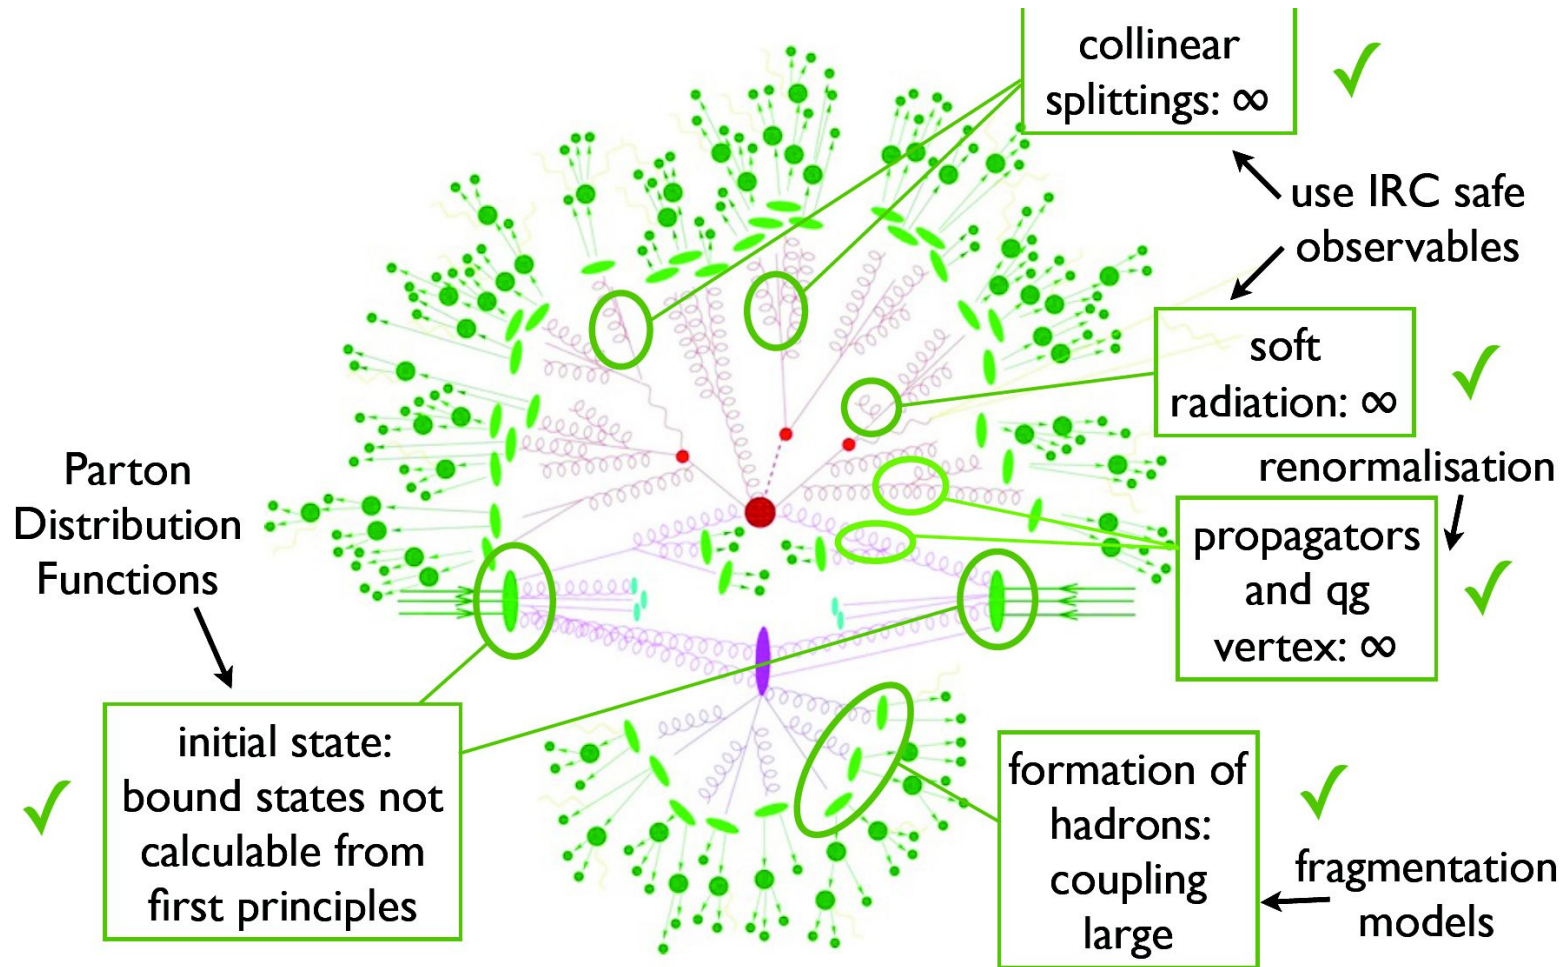 collinear
splittings: ∞
use IRC safe
observables
soft
radiation: ∞
renormalisation
propagators
and qg
vertex: ∞
Parton
Distribution
Functions
initial state:
bound states not
calculable from
first principles
formation of
hadrons:
coupling
large
fragmentation
models